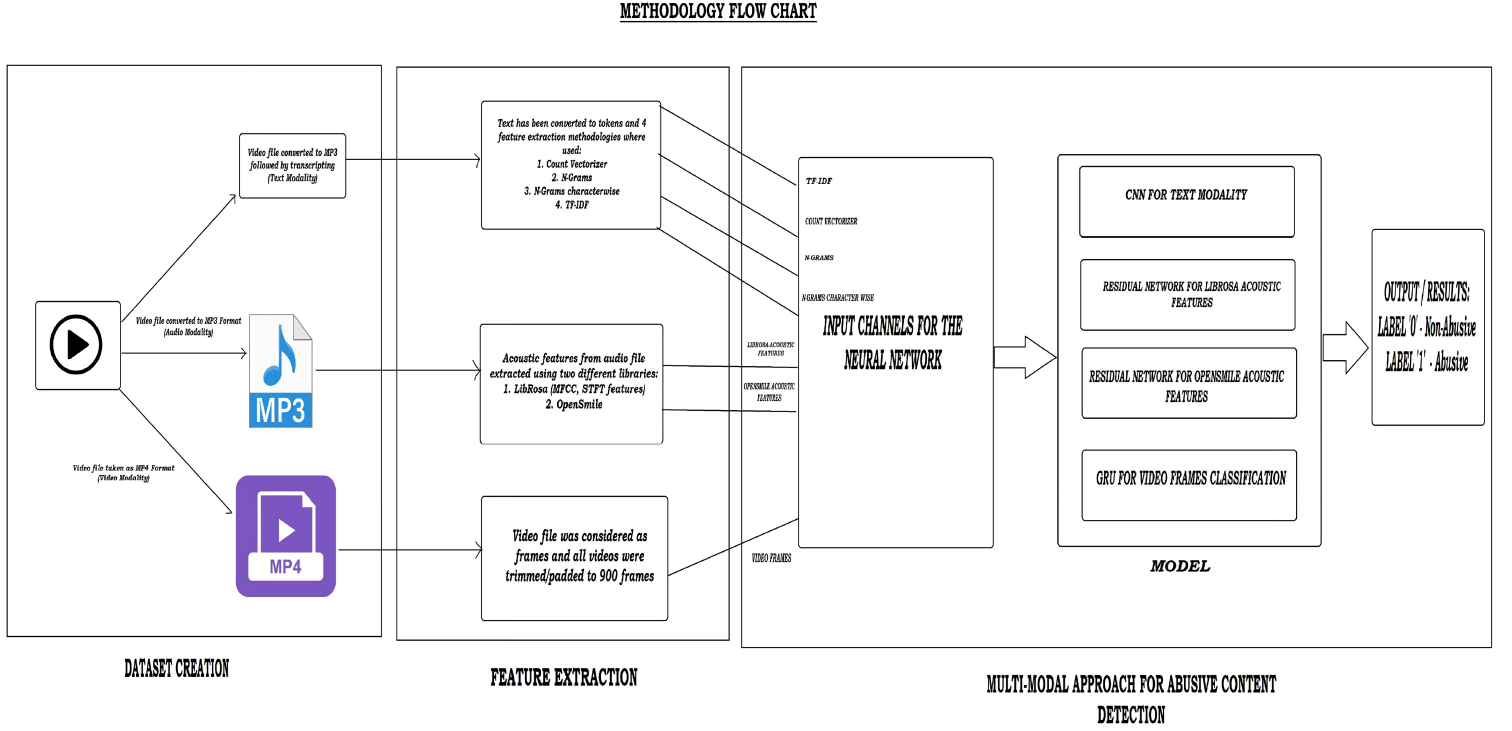 METHODOLOGY FLOW CHART
Video file converted to MP3
followed by transcripting
(Text Modality)
Video file converted to MP3 Format
(Audio Modality)
MP3
Video file taken as MP4 Format
(Video Modality)
MP4
DATASET CREATION
Text has been converted to tokens and 4
feature extraction methodologies where
used:
1. Count Vectorizer
2. N-Grams
3. N-Grams characterwise
4. TF-IDF
Acoustic features from audio file
extracted using two different libraries:
1. LibRosa (MFCC, STFT features)
2. OpenSmile
Video file was considered as
frames and all videos were
trimmed/padded to 900 frames
FEATURE EXTRACTION
TF-IDF
COUNT VECTORIZER
N-GRAMS
N-GRAMS CHARACTER WISE
LIBROSA ACOUSTIC
FEATURES
OPENSMILE ACOUSTIC
FEATURES
VIDEO FRAMES
INPUT CHANNELS FOR THE
NEURAL NETWORK
CNN FOR TEXT MODALITY
RESIDUAL NETWORK FOR LIBROSA ACOUSTIC
FEATURES
RESIDUAL NETWORK FOR OPENSMILE ACOUSTIC
FEATURES
GRU FOR VIDEO FRAMES CLASSIFICATION
MODEL
OUTPUT / RESULTS:
LABEL '0' - Non-Abusive
LABEL '1' - Abusive
MULTI-MODAL APPROACH FOR ABUSIVE CONTENT
DETECTION